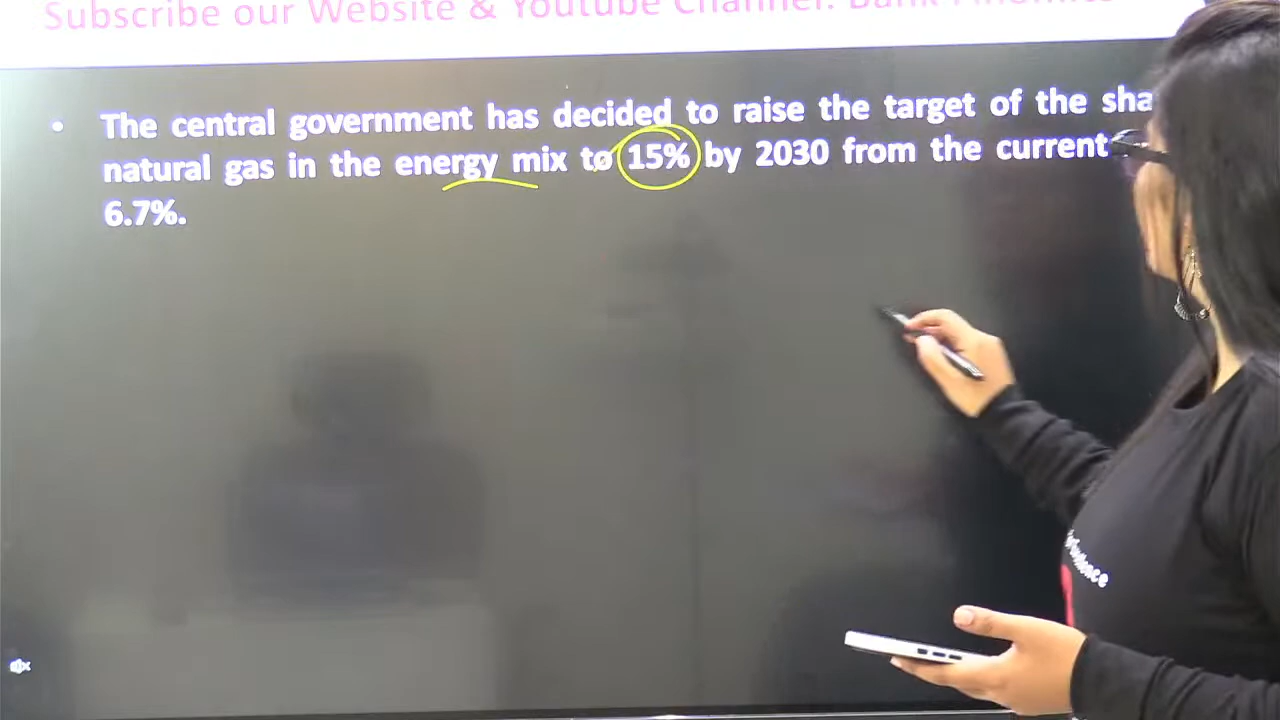 Subscribe our Website & Youtube Channel: Bank
• The central government has decided to raise the target of the sha
natural gas in the energy mix to 15% by 2030 from the current
6.7%.